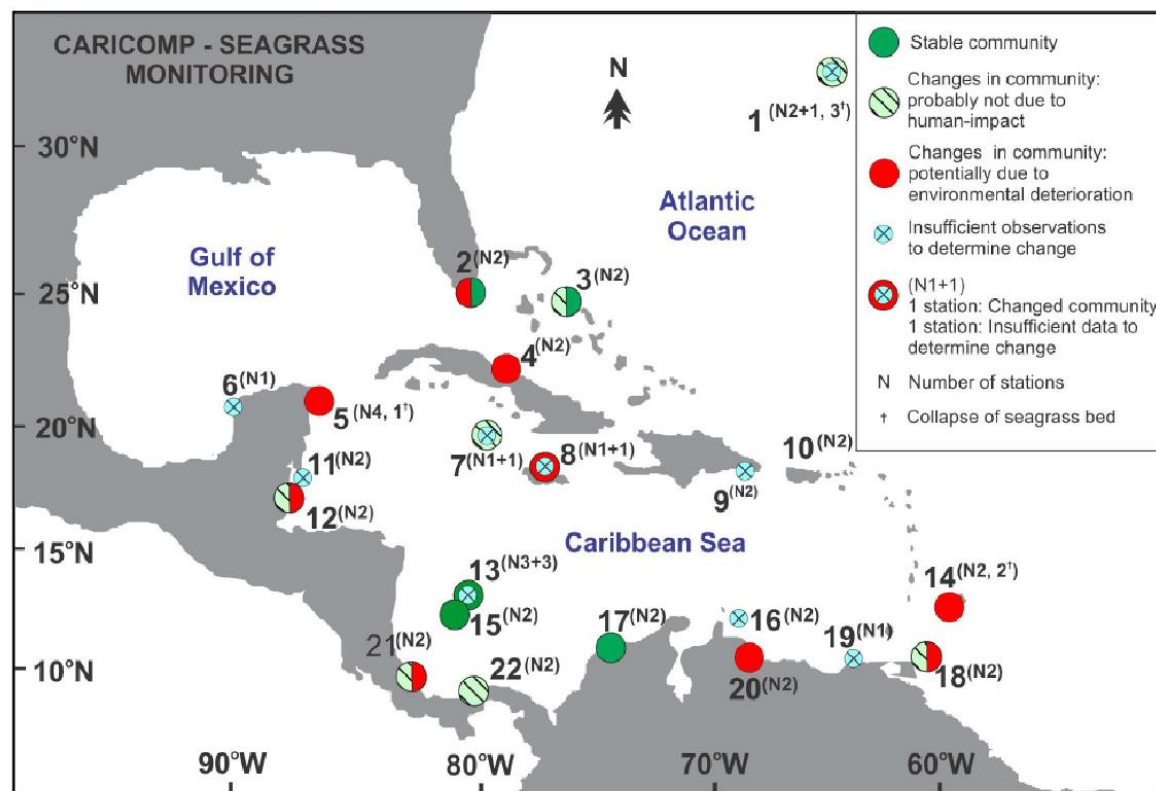 CARICOMP - SEAGRASS
MONITORING
N
1(N2+1, 3†)
30°N
Atlantic
Ocean
Gulf of
Mexico
2(N2)
3(N2)
25°N
4(N2)
6(N1)
5(N4, 1†)
20°N
7(N1+1)
8(N1+1)
10(N2)
9(N2)
11(N2)
12(N2)
Caribbean Sea
15°N
13(N3+3)
14(N2, 2†)
15(N2)
17(N2)
16(N2)
19(N1)
21(N2)
10°N
22(N2)
20(N2)
18(N2)
90°W
80°W
70°W
60°W
Stable community
Changes in community:
probably not due to
human-impact
Changes in community:
potentially due to
environmental deterioration
Insufficient observations
to determine change
(N1+1)
1 station: Changed community
1 station: Insufficient data to
determine change
N Number of stations
† Collapse of seagrass bed